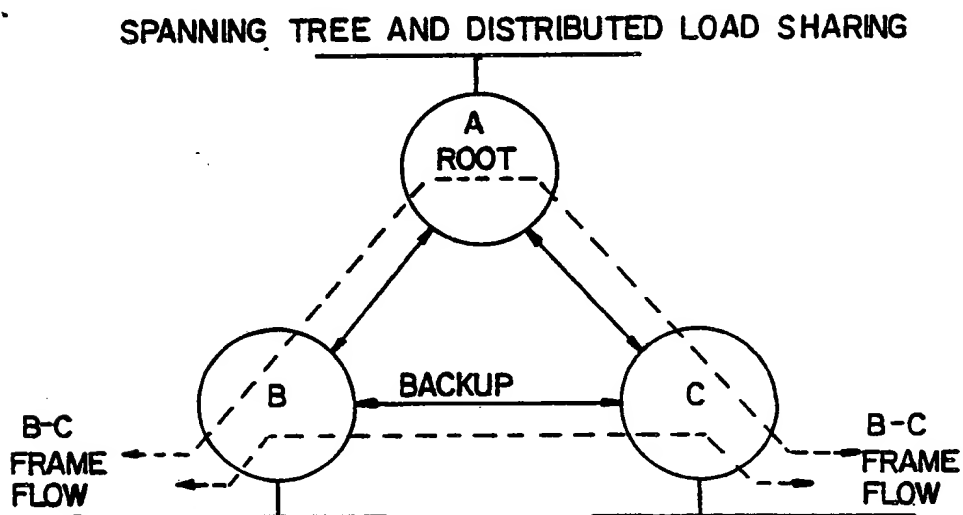 SPANNING TREE AND DISTRIBUTED LOAD SHARING
A
ROOT
B
BACKUP
C
B-C
FRAME
FLOW
B-C
FRAME
FLOW